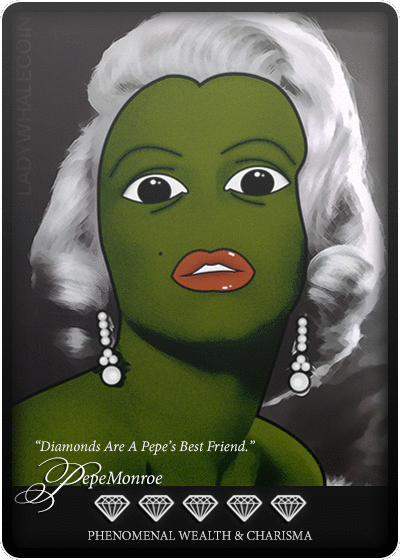 LADYWHALECOIN
“Diamonds Are A Pepe’s Best Friend.”
PepeMonroe
PHENOMENAL WEALTH & CHARISMA